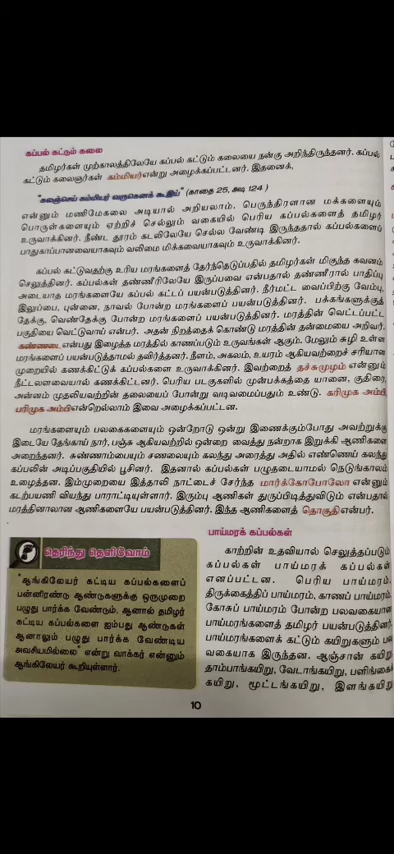 கப்பல் கட்டும் கலை
தமிழர்கள் முற்காலத்திலேயே கப்பல் கட்டும் கலையை நன்கு அறிந்திருந்தனர். கப்பல்
கட்டும் கலைஞர்கள் கம்மியர்என்று அழைக்கப்பட்டனர். இதனைக்,
"கலஞ்செய் கம்மியர் வருகெனக் கூஇய்" (காதை 25, அடி 124 )
என்னும் மணிமேகலை அடியால் அறியலாம். பெருந்திரளான மக்களையும்
பொருள்களையும் ஏற்றிச் செல்லும் வகையில் பெரிய கப்பல்களைத் தமிழர்
உருவாக்கினர். நீண்ட தூரம் கடலிலேயே செல்ல வேண்டி இருந்ததால் கப்பல்களைப்
பாதுகாப்பானவையாகவும் வலிமை மிக்கவையாகவும் உருவாக்கினர்.
கப்பல் கட்டுவதற்கு உரிய மரங்களைத் தேர்ந்தெடுப்பதில் தமிழர்கள் மிகுந்த கவனம்
செலுத்தினர். கப்பல்கள் தண்ணீரிலேயே இருப்பவை என்பதால் தண்ணீரால் பாதிப்பு
அடையாத மரங்களையே கப்பல் கட்டப் பயன்படுத்தினர். நீர்மட்ட வைப்பிற்கு வேம்பு,
இலுப்பை, புன்னை, நாவல் போன்ற மரங்களைப் பயன்படுத்தினர். பக்கங்களுக்குத்
தேக்கு, வெண்தேக்கு போன்ற மரங்களைப் பயன்படுத்தினர். மரத்தின் வெட்டப்பட்ட
பகுதியை வெட்டுவாய் என்பர். அதன் நிறத்தைக் கொண்டு மரத்தின் தன்மையை அறிவர்.
கண்ணடை என்பது இழைத்த மரத்தில் காணப்படும் உருவங்கள் ஆகும். மேலும் சுழி உள்ள
மரங்களைப் பயன்படுத்தாமல் தவிர்த்தனர். நீளம், அகலம், உயரம் ஆகியவற்றைச் சரியான
முறையில் கணக்கிட்டுக் கப்பல்களை உருவாக்கினர். இவற்றைத் தச்சுமுழம் என்னும்
நீட்டலளவையால் கணக்கிட்டனர். பெரிய படகுகளில் முன்பக்கத்தை யானை, குதிரை,
அன்னம் முதலியவற்றின் தலையைப் போன்று வடிவமைப்பதும் உண்டு. கரிமுக அம்பி,
பரிமுக அம்பிஎன்றெல்லாம் இவை அழைக்கப்பட்டன.
மரங்களையும் பலகைகளையும் ஒன்றோடு ஒன்று இணைக்கும்போது அவற்றுக்கு
இடையே தேங்காய் நார், பஞ்சு ஆகியவற்றில் ஒன்றை வைத்து நன்றாக இறுக்கி ஆணிகளை
அறைந்தனர். சுண்ணாம்பையும் சணலையும் கலந்து அரைத்து அதில் எண்ணெய் கலந்து
கப்பலின் அடிப்பகுதியில் பூசினர். இதனால் கப்பல்கள் பழுதடையாமல் நெடுங்காலம்
உழைத்தன. இம்முறையை இத்தாலி நாட்டைச் சேர்ந்த மார்க்கோபோலோ என்னும்
கடற்பயணி வியந்து பாராட்டியுள்ளார். இரும்பு ஆணிகள் துருப்பிடித்துவிடும் என்பதால்
மரத்தினாலான ஆணிகளையே பயன்படுத்தினர். இந்த ஆணிகளைத் தொகுதிஎன்பர்.
தெரிந்து தெளிவோம்
"ஆங்கிலேயர் கட்டிய கப்பல்களைப்
பன்னிரண்டு ஆண்டுகளுக்கு ஒருமுறை
பழுது பார்க்க வேண்டும். ஆனால் தமிழர்
கட்டிய கப்பல்களை ஐம்பது ஆண்டுகள்
ஆனாலும் பழுது பார்க்க வேண்டிய
அவசியமில்லை" என்று வாக்கர் என்னும்
ஆங்கிலேயர் கூறியுள்ளார்.
பாய்மரக் கப்பல்கள்
காற்றின் உதவியால் செலுத்தப்படும்
கப்பல்கள் பாய்மரக் கப்பல்கள்
எனப்பட்டன. பெரிய பாய்மரம்,
திருக்கைத்திப் பாய்மரம், காணப் பாய்மரம்,
கோசுப் பாய்மரம் போன்ற பலவகையான
பாய்மரங்களைத் தமிழர் பயன்படுத்தினர்.
பாய்மரங்களைக் கட்டும் கயிறுகளும் பல
வகையாக இருந்தன. ஆஞ்சான் கயிறு,
தாம்பாங்கயிறு, வேடாங்கயிறு, பளிங்கைக்
கயிறு, மூட்டங்கயிறு, இளங்கயிறு,
10